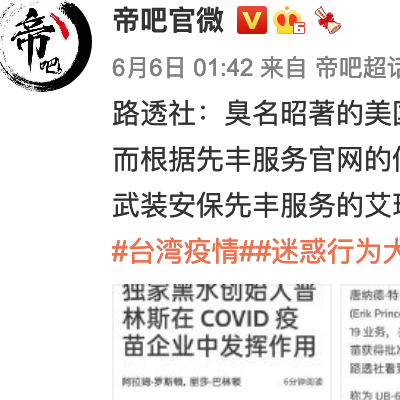 帝吧
帝吧官微 V 6
6月6日 01:42 来自 帝吧超话
路透社：臭名昭著的美国
而根据先丰服务官网的
武装安保先丰服务的艾
#台湾疫情##迷惑行为大
独家黑水创始人普
林斯在 COVID 疫
苗企业中发挥作用
阿拉姆·罗斯顿，丽莎·巴林顿
6分钟阅读
唐纳德·特
(Erik Prince
19 业务，
苗获得批
路透社看到
称为 UB-6